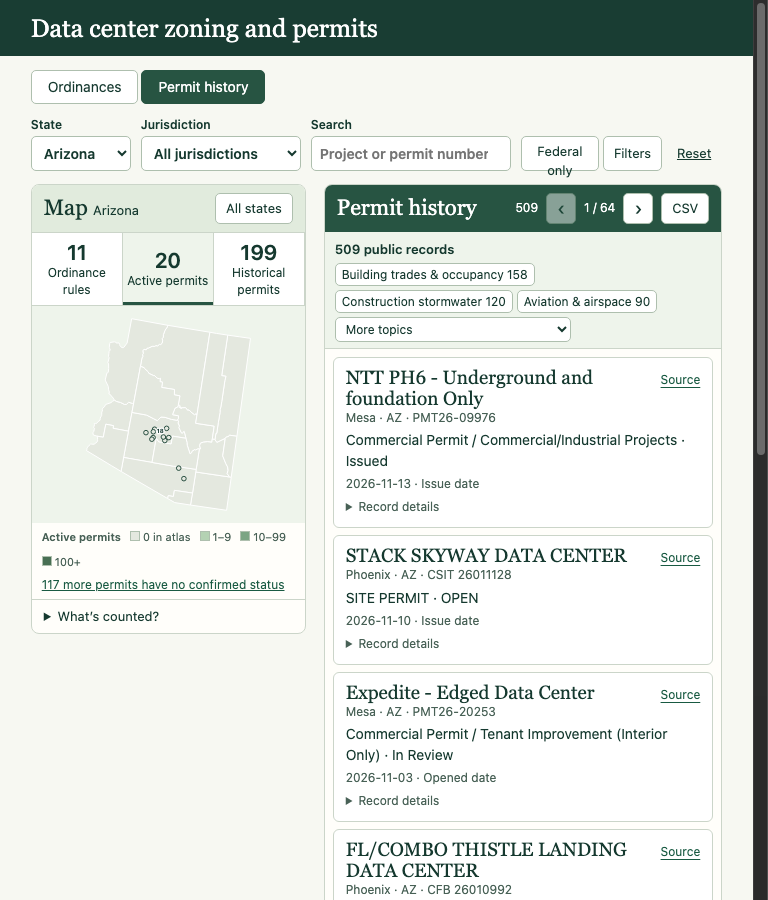 Data center zoning and permits
Ordinances
Permit history
State
Jurisdiction
Search
Arizona
All jurisdictions
Project or permit number
Federal only
Filters
Reset
Map Arizona
All states
11
Ordinance rules
20
Active permits
199
Historical permits
18
Active permits
0 in atlas
1–9
10–99
100+
117 more permits have no confirmed status
▶ What's counted?
Permit history
509
‹
1 / 64
›
CSV
509 public records
Building trades & occupancy 158
Construction stormwater 120
Aviation & airspace 90
More topics
NTT PH6 - Underground and
foundation Only
Source
Mesa · AZ · PMT26-09976
Commercial Permit / Commercial/Industrial Projects ·
Issued
2026-11-13 · Issue date
▶ Record details
STACK SKYWAY DATA CENTER
Source
Phoenix · AZ · CSIT 26011128
SITE PERMIT · OPEN
2026-11-10 · Issue date
▶ Record details
Expedite - Edged Data Center
Source
Mesa · AZ · PMT26-20253
Commercial Permit / Tenant Improvement (Interior
Only) · In Review
2026-11-03 · Opened date
▶ Record details
FL/COMBO THISTLE LANDING
DATA CENTER
Source
Phoenix · AZ · CFB 26010992